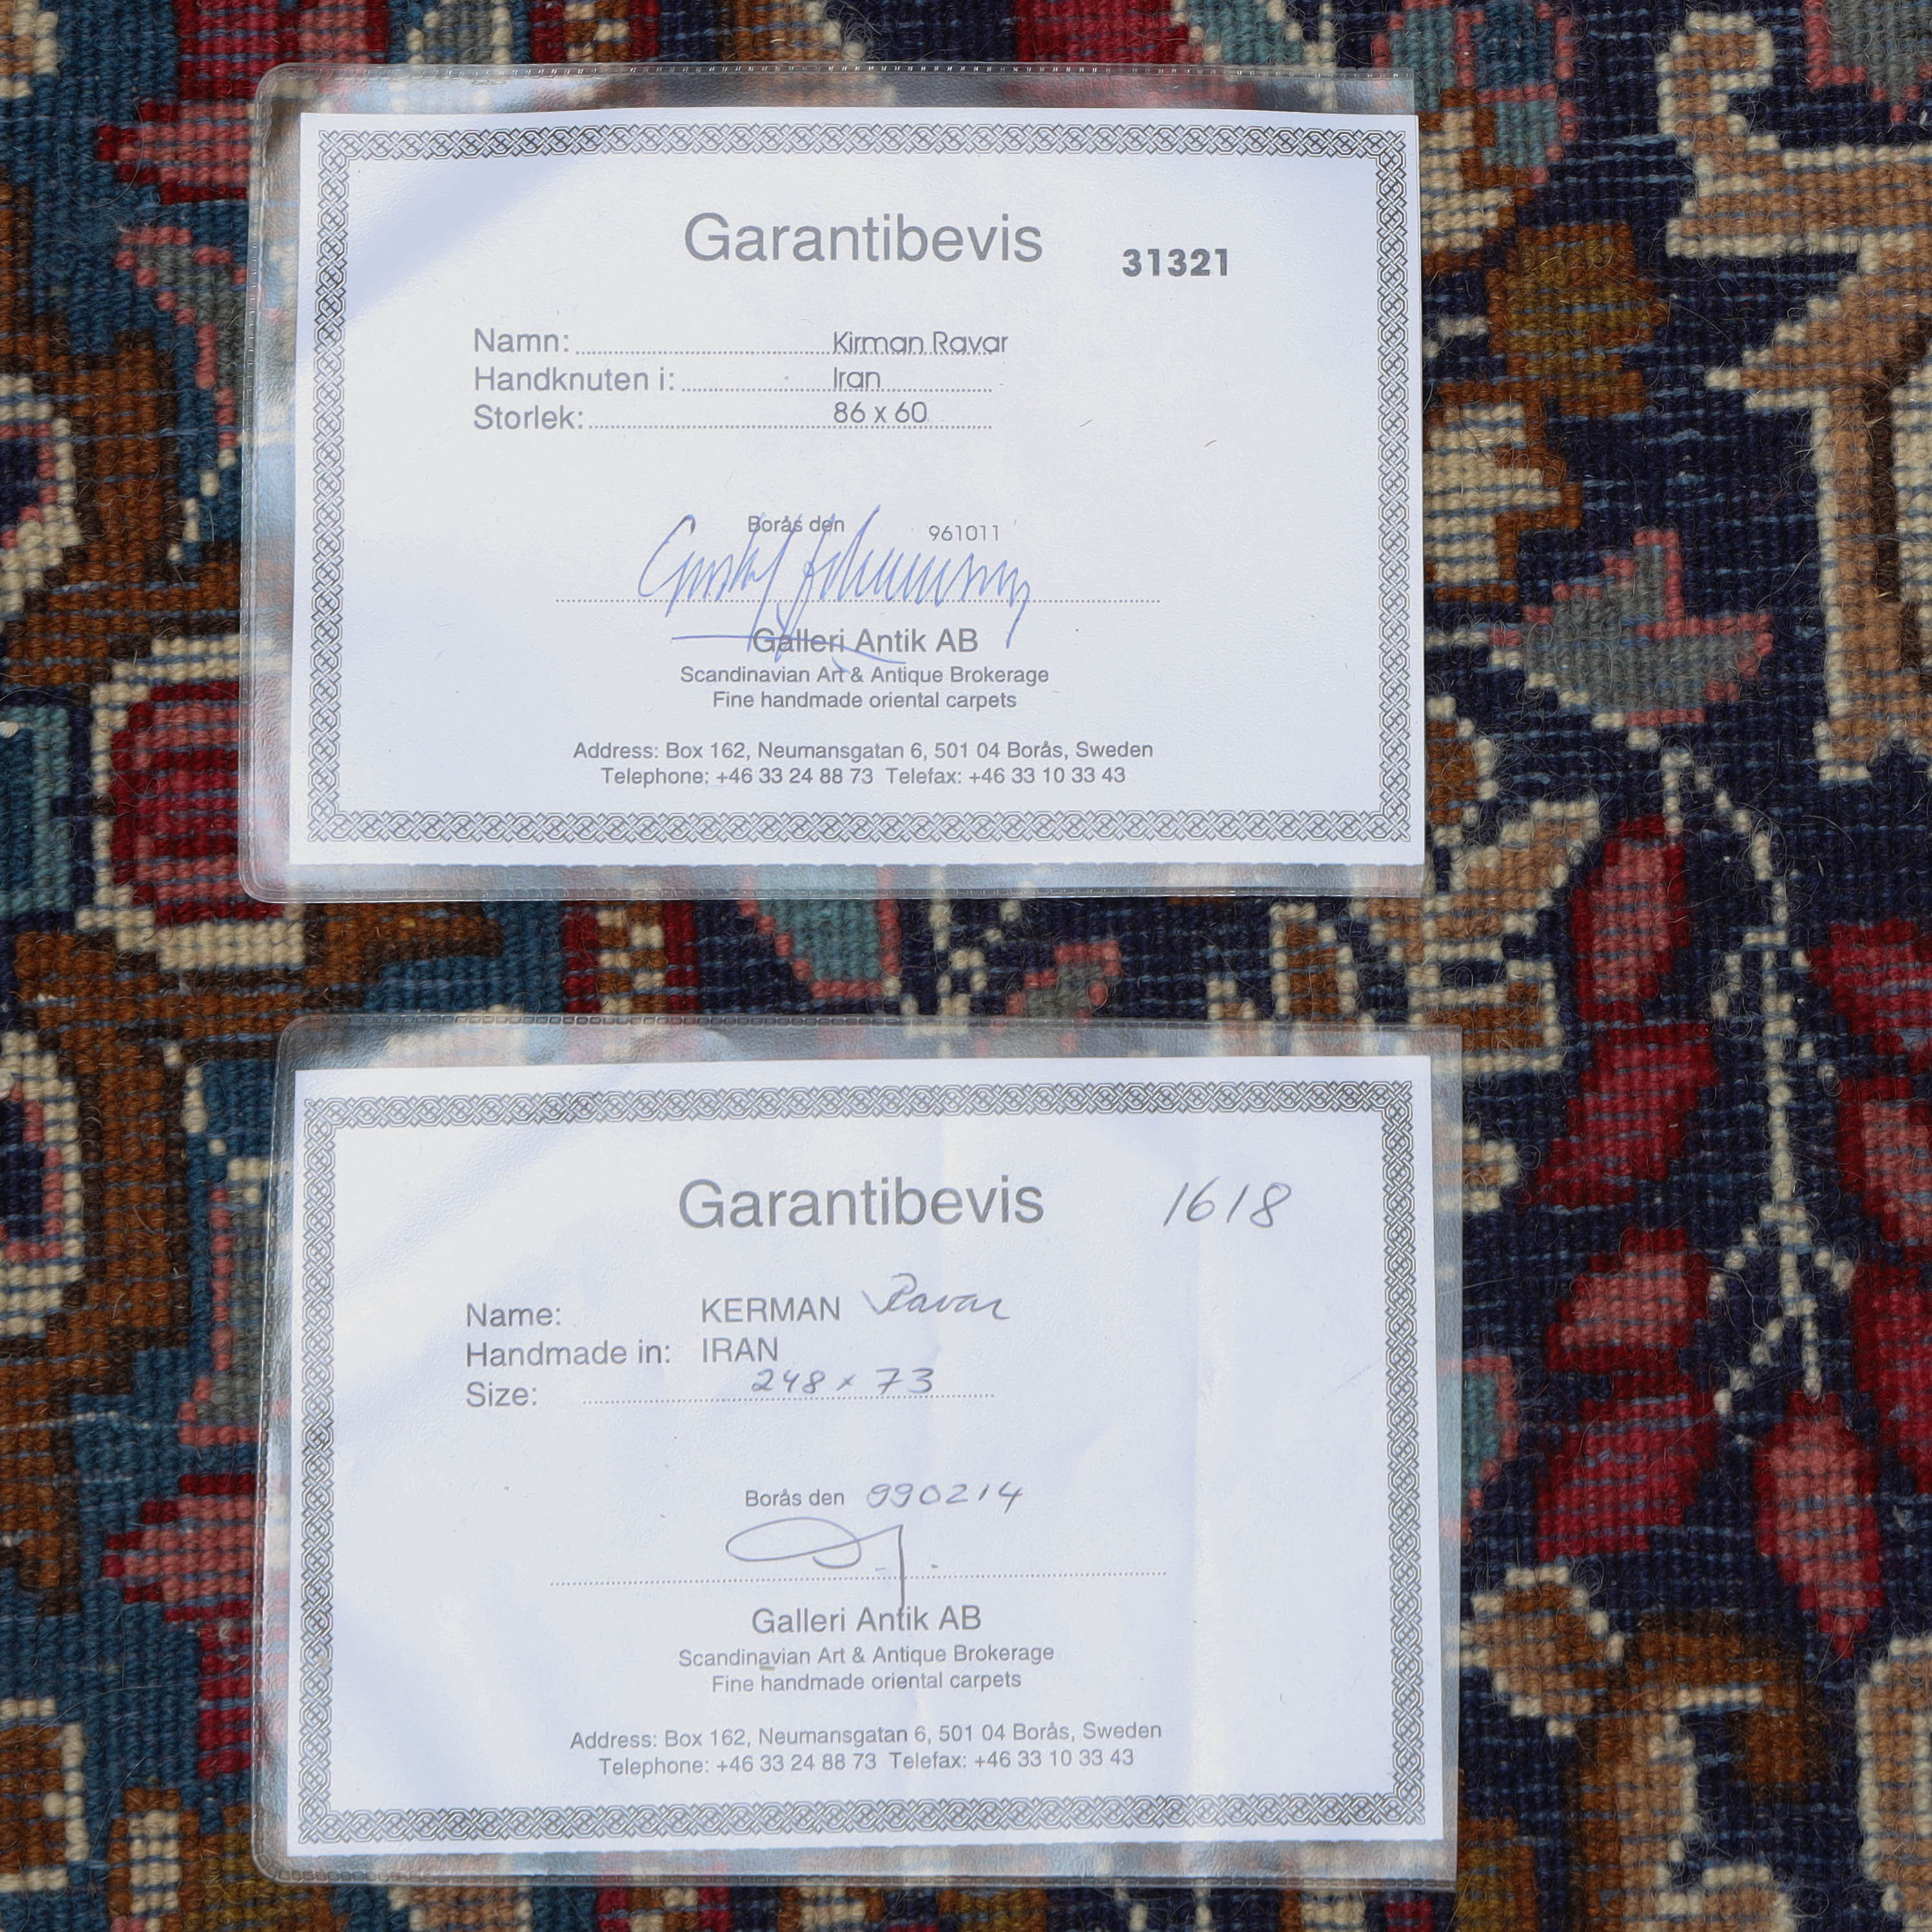 Garantibevis 31321
Namn: Kirman Ravar
Handknuten i: Iran
Storlek: 86 x 60
Borås den 961011
Galleri Antik AB
Scandinavian Art & Antique Brokerage
Fine handmade oriental carpets
Address: Box 162, Neumansgatan 6, 501 04 Borås, Sweden
Telephone: +46 33 24 88 73 Telefax: +46 33 10 33 43
Garantibevis 1618
Name: KERMAN Ravar
Handmade in: IRAN
Size: 248 x 73
Borås den 990214
Galleri Antik AB
Scandinavian Art & Antique Brokerage
Fine handmade oriental carpets
Address: Box 162, Neumansgatan 6, 501 04 Borås, Sweden
Telephone: +46 33 24 88 73 Telefax: +46 33 10 33 43